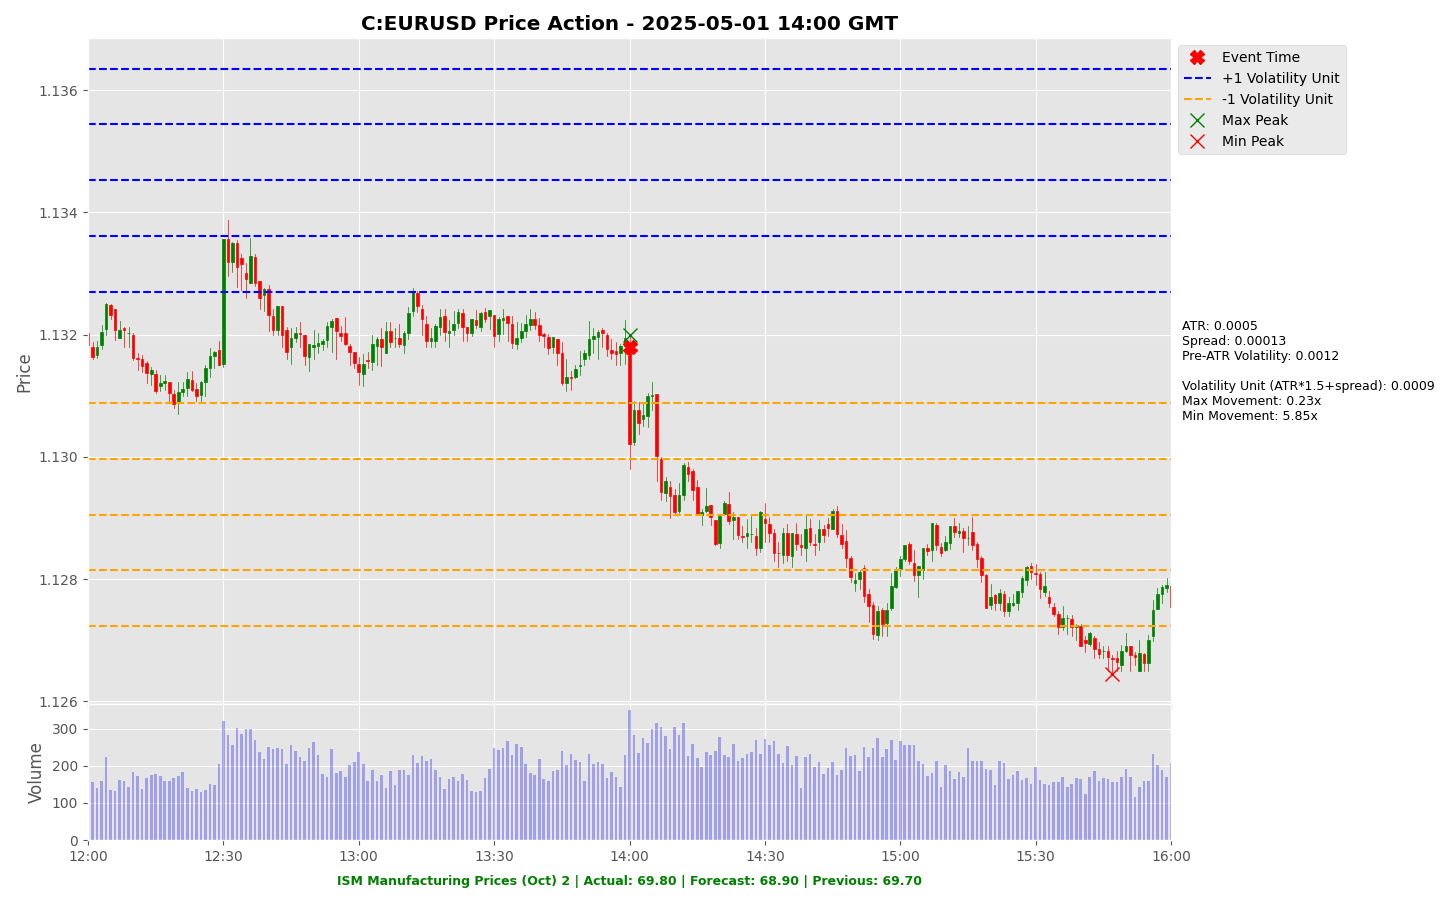 C:EURUSD Price Action - 2025-05-01 14:00 GMT
Event Time
+1 Volatility Unit
-1 Volatility Unit
Max Peak
Min Peak
Price
1.136
1.134
1.132
1.130
1.128
1.126
ATR: 0.0005
Spread: 0.00013
Pre-ATR Volatility: 0.0012
Volatility Unit (ATR*1.5+spread): 0.0009
Max Movement: 0.23x
Min Movement: 5.85x
Volume
300
200
100
0
12:00 12:30 13:00 13:30 14:00 14:30 15:00 15:30 16:00
ISM Manufacturing Prices (Oct) 2 | Actual: 69.80 | Forecast: 68.90 | Previous: 69.70